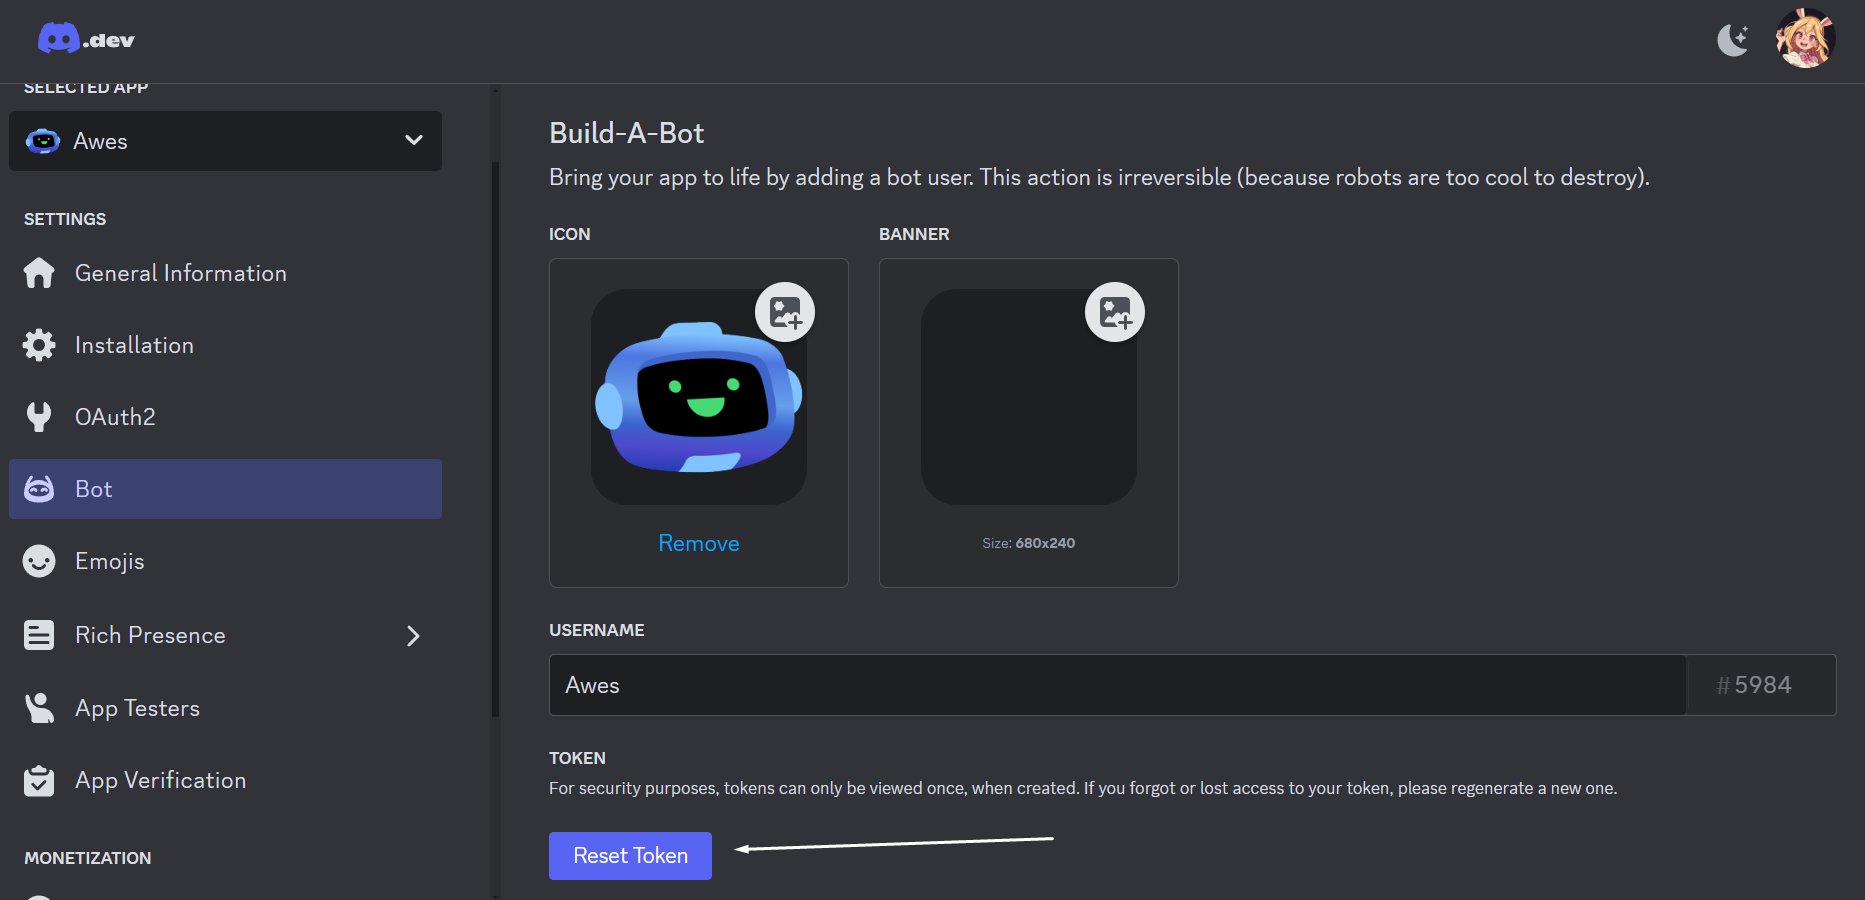 .dev
SELECTED APP
Awes
SETTINGS
General Information
Installation
OAuth2
Bot
Emojis
Rich Presence
App Testers
App Verification
MONETIZATION
Build-A-Bot
Bring your app to life by adding a bot user. This action is irreversible (because robots are too cool to destroy).
ICON
BANNER
Remove
Size: 680x240
USERNAME
Awes
#5984
TOKEN
For security purposes, tokens can only be viewed once, when created. If you forgot or lost access to your token, please regenerate a new one.
Reset Token